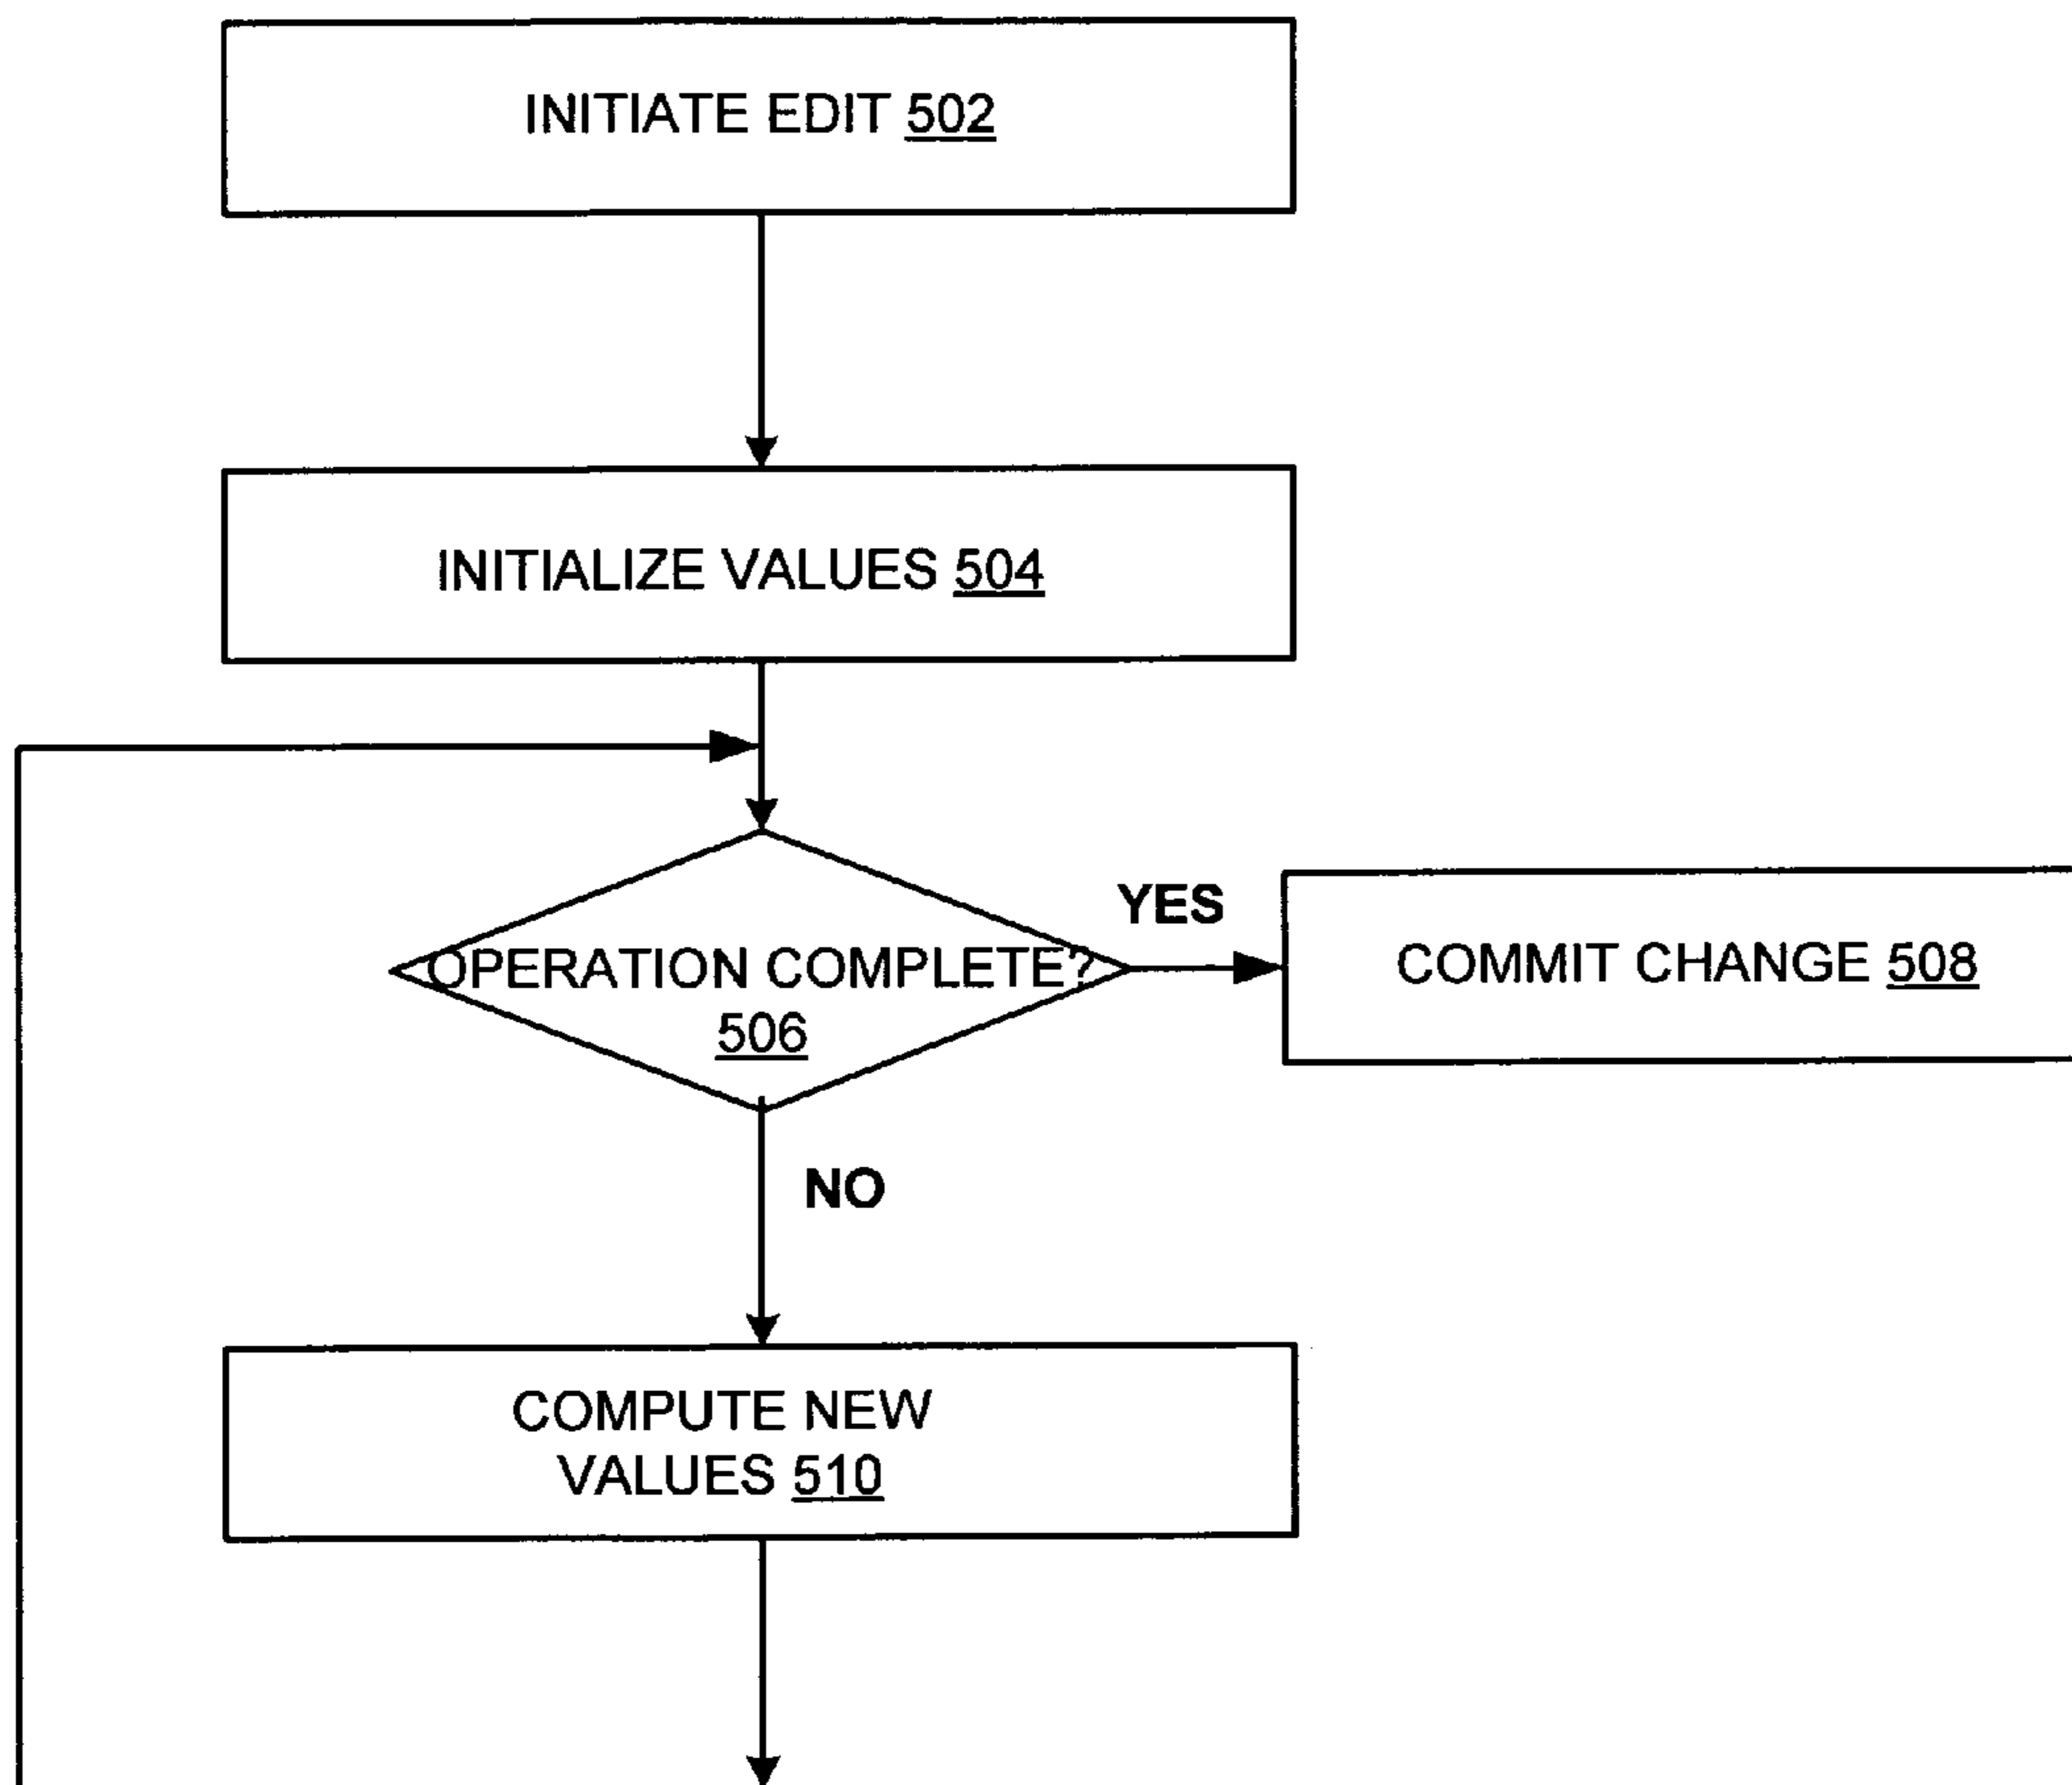 INITIATE EDIT 502
INITIALIZE VALUES 504
OPERATION COMPLETE?
506
YES
COMMIT CHANGE 508
NO
COMPUTE NEW
VALUES 510